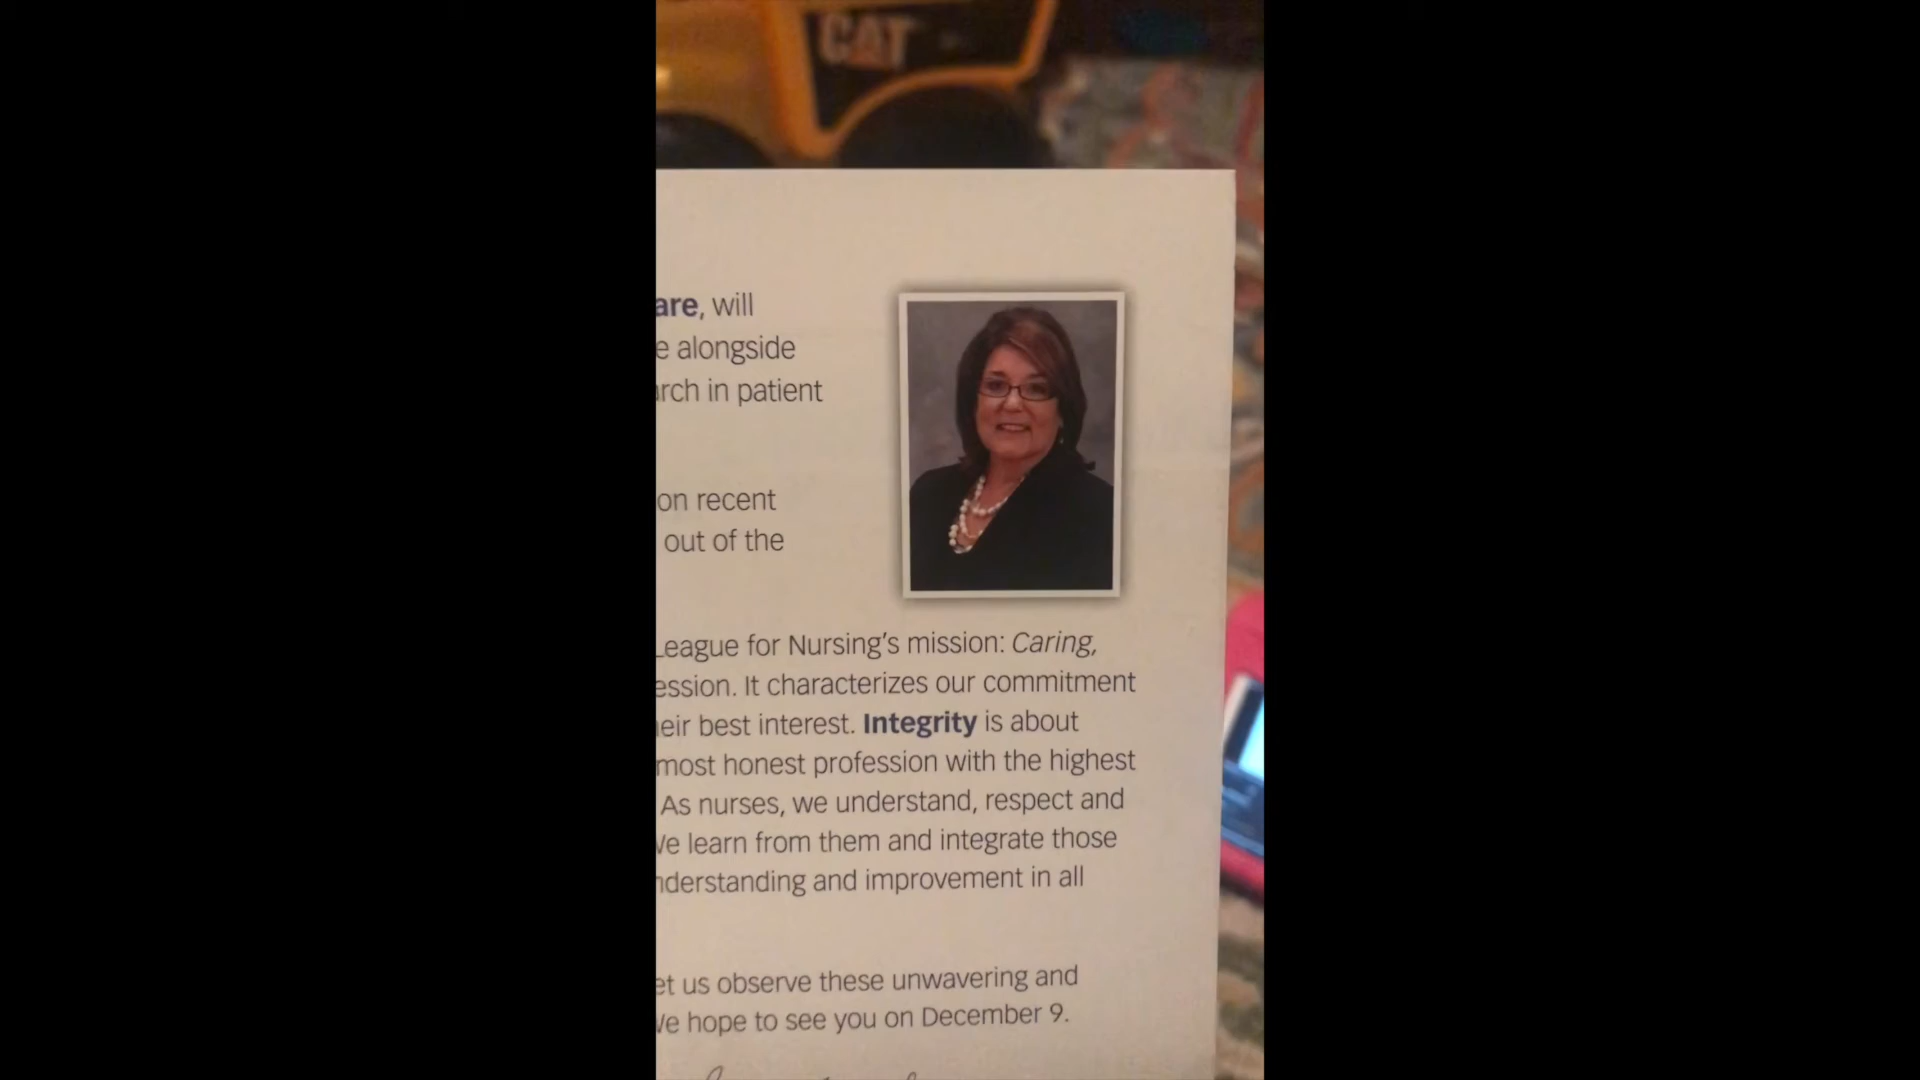 CAT
are, will
e alongside
rch in patient
on recent
out of the
League for Nursing's mission: Caring,
ession. It characterizes our commitment
eir best interest. Integrity is about
most honest profession with the highest
As nurses, we understand, respect and
We learn from them and integrate those
nderstanding and improvement in all
et us observe these unwavering and
We hope to see you on December 9.